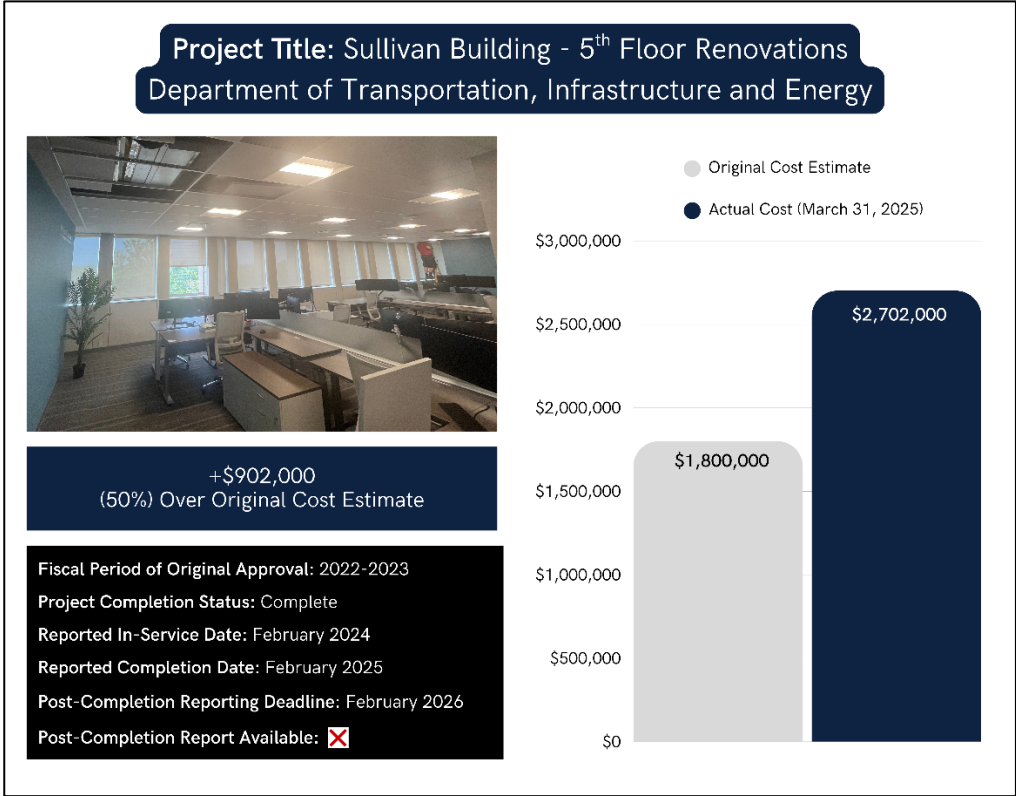 Project Title: Sullivan Building - 5th Floor Renovations
Department of Transportation, Infrastructure and Energy
Original Cost Estimate
Actual Cost (March 31, 2025)
$3,000,000
$2,500,000
$2,000,000
$1,500,000
$1,000,000
$500,000
$0
$1,800,000
$2,702,000
+$902,000
(50%) Over Original Cost Estimate
Fiscal Period of Original Approval: 2022-2023
Project Completion Status: Complete
Reported In-Service Date: February 2024
Reported Completion Date: February 2025
Post-Completion Reporting Deadline: February 2026
Post-Completion Report Available: ❌